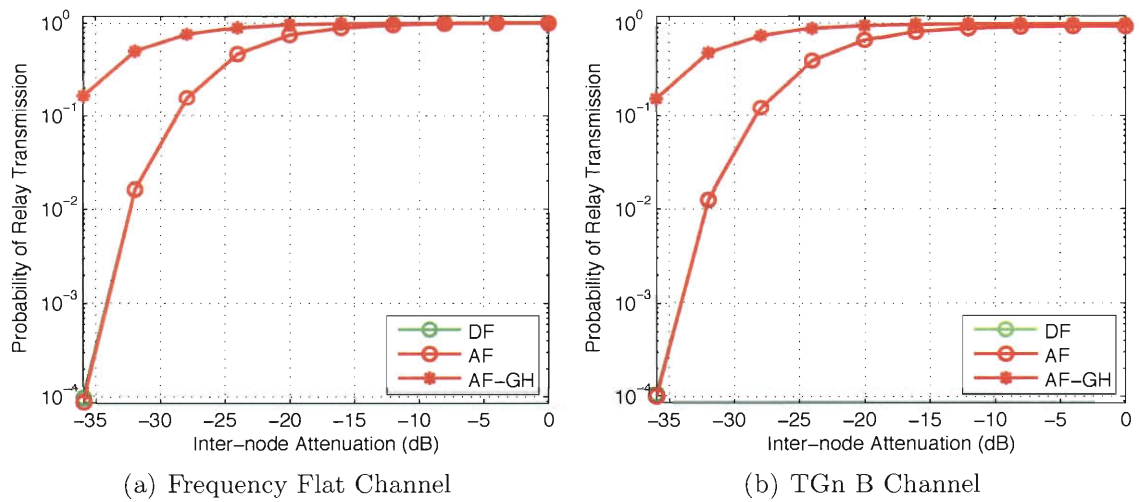 Probability of Relay Transmission
10^0
10^-1
10^-2
10^-3
10^-4
DF
AF
AF-GH
-35 -30 -25 -20 -15 -10 -5 0
Inter-node Attenuation (dB)
(a) Frequency Flat Channel
Probability of Relay Transmission
10^0
10^-1
10^-2
10^-3
10^-4
DF
AF
AF-GH
-35 -30 -25 -20 -15 -10 -5 0
Inter-node Attenuation (dB)
(b) TGn B Channel